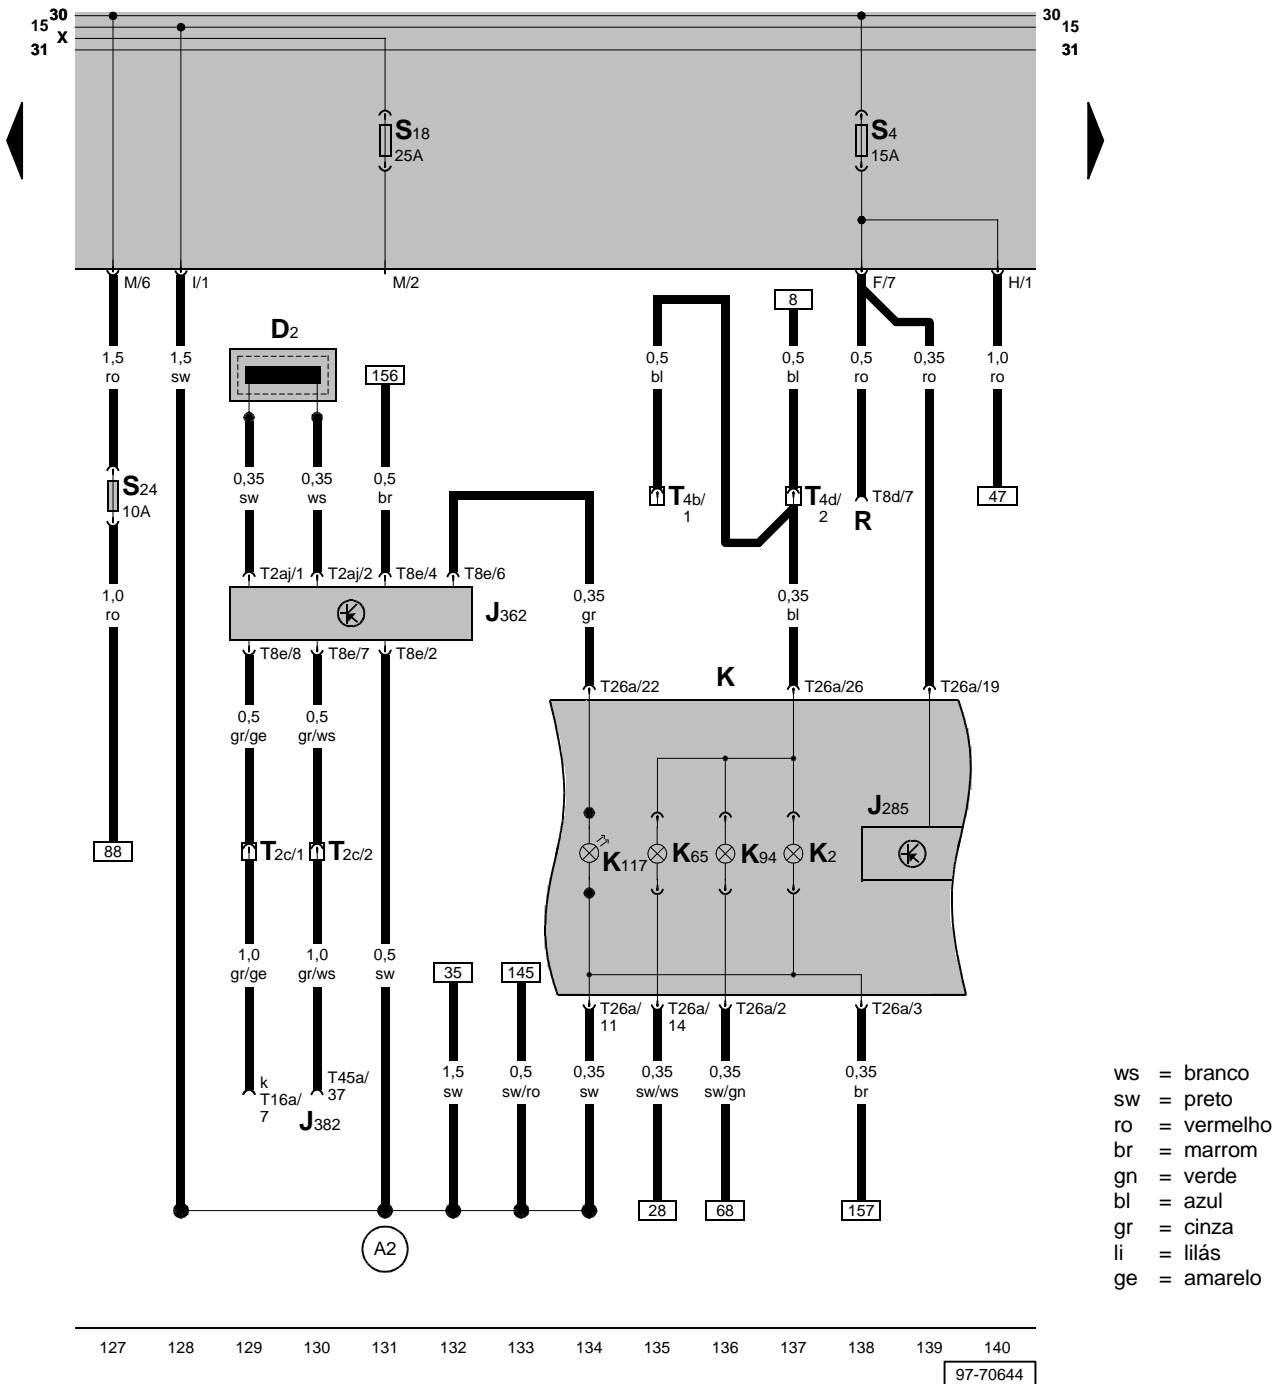 30
15
X
31
30
15
31
S18
25A
S4
15A
M/6
I/1
M/2
F/7
H/1
D2
8
1,5
ro
1,5
sw
156
0,5
bl
0,5
bl
0,5
ro
0,35
ro
1,0
ro
S24
10A
0,35
sw
0,35
ws
0,5
br
T4b/
1
T4d/
2
T8d/7
R
47
T2aj/1
T2aj/2
T8e/4
T8e/6
1,0
ro
J362
0,35
gr
0,35
bl
T8e/8
T8e/7
T8e/2
K
T26a/22
T26a/26
T26a/19
0,5
gr/ge
0,5
gr/ws
J285
88
T2c/1
T2c/2
K117
K65
K94
K2
1,0
gr/ge
1,0
gr/ws
0,5
sw
35
145
T26a/
11
T26a/
14
T26a/2
T26a/3
k
T16a/
7
T45a/
37
J382
1,5
sw
0,5
sw/ro
0,35
sw
0,35
sw/ws
0,35
sw/gn
0,35
br
28
68
157
A2
ws = branco
sw = preto
ro = vermelho
br = marrom
gn = verde
bl = azul
gr = cinza
li = lilás
ge = amarelo
127 128 129 130 131 132 133 134 135 136 137 138 139 140
97-70644